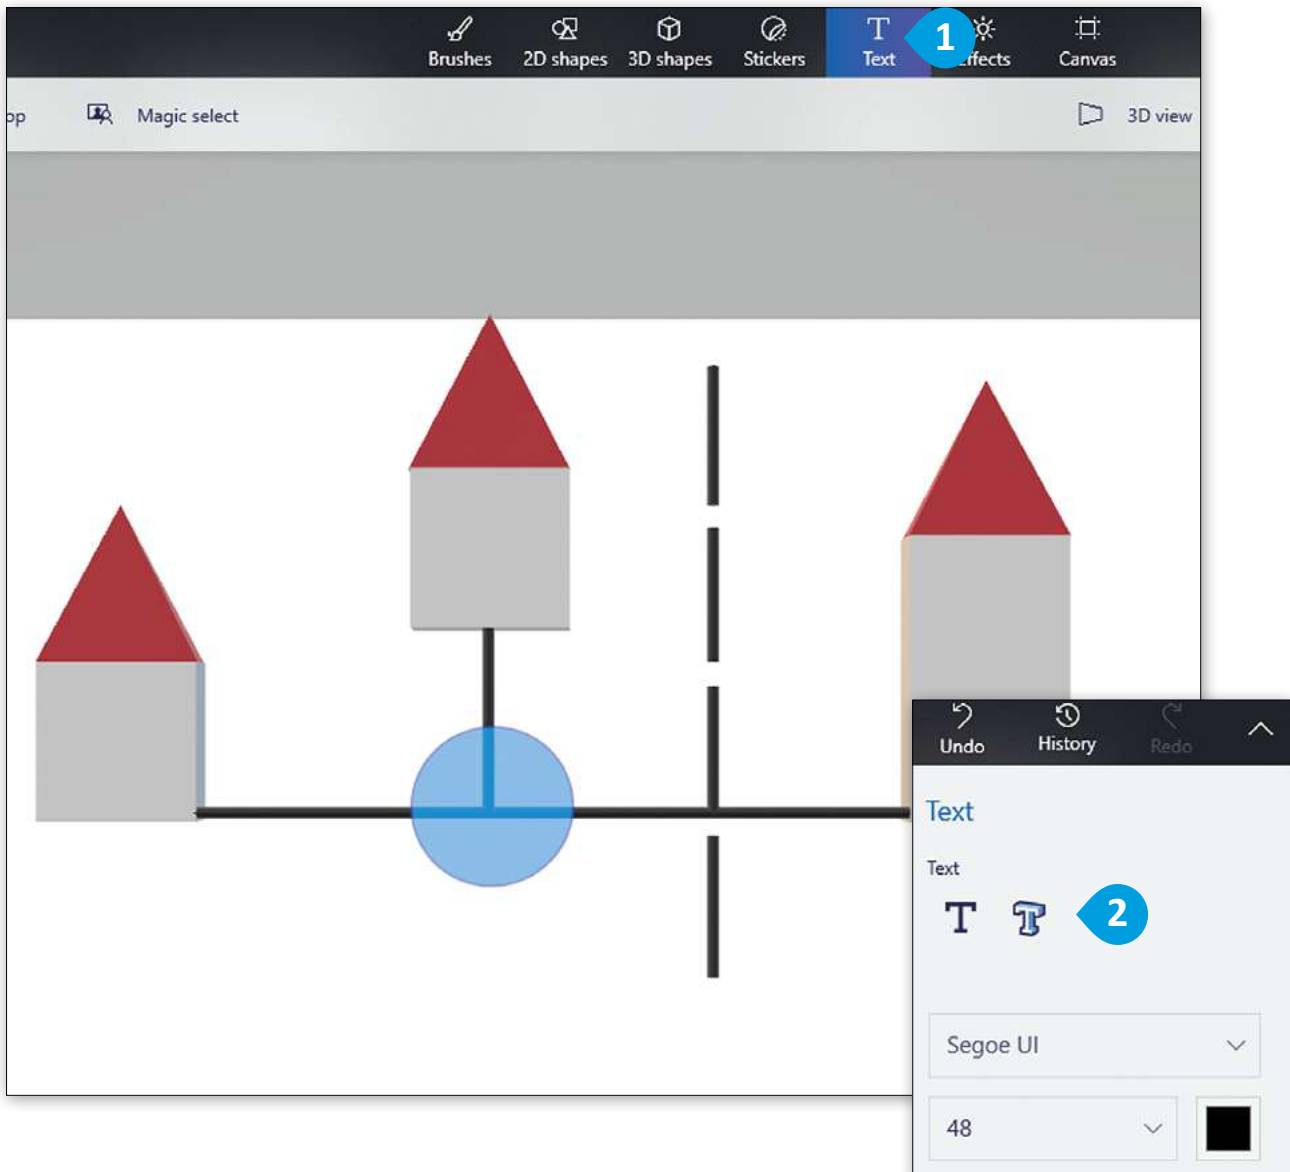 Brushes 2D shapes 3D shapes Stickers T Text 1 Effects Canvas
op Magic select 3D view
Undo History Redo
Text
Text
T T 2
Segoe UI
48